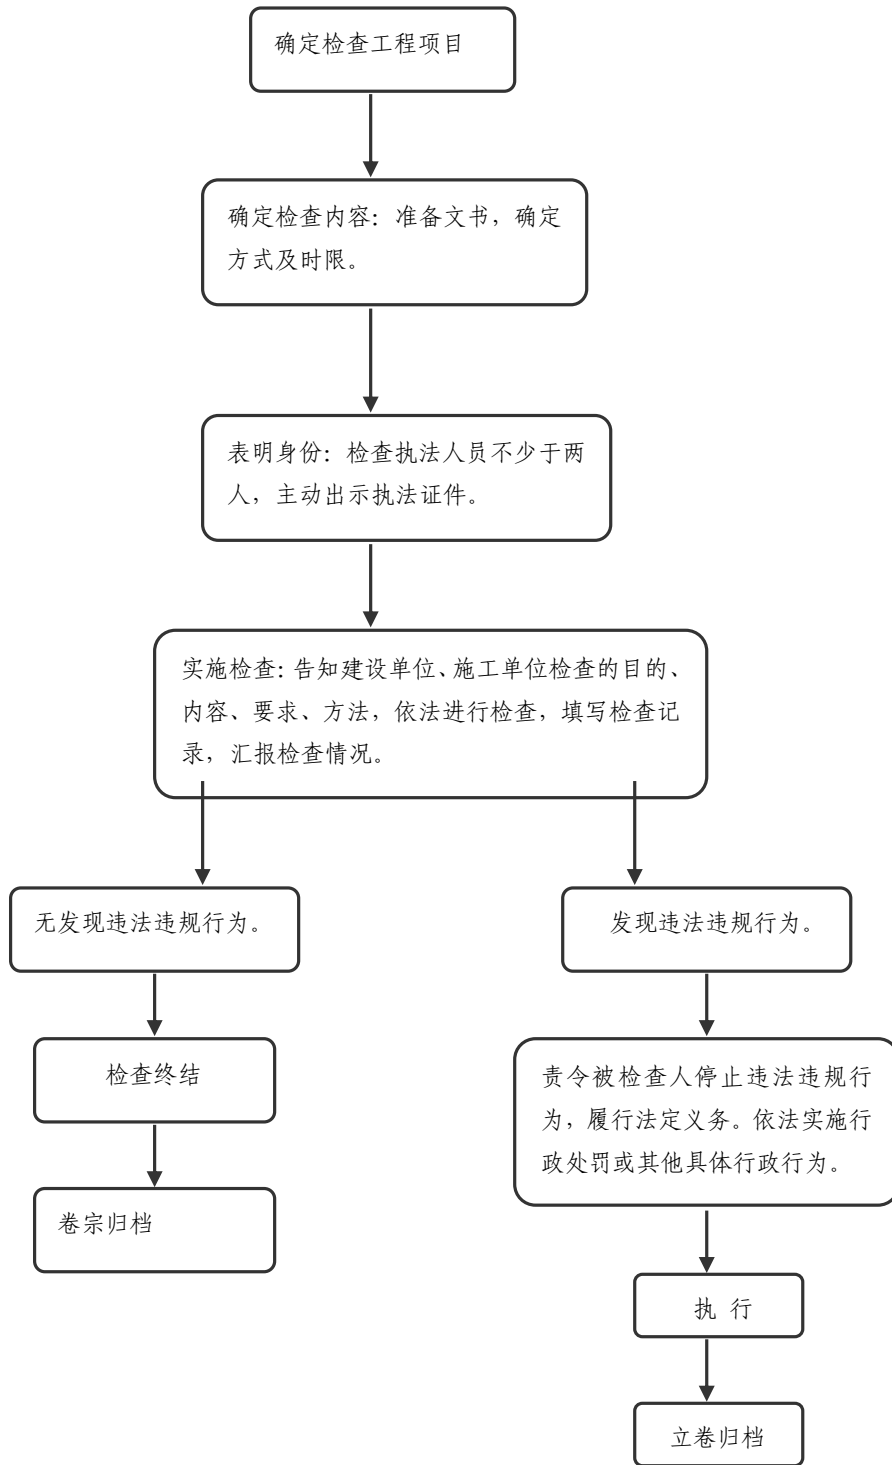 确定检查工程项目
确定检查内容：准备文书，确定
方式及时限。
表明身份：检查执法人员不少于两
人，主动出示执法证件。
实施检查：告知建设单位、施工单位检查的目的、
内容、要求、方法，依法进行检查，填写检查记
录，汇报检查情况。
无发现违法违规行为。
检查终结
卷宗归档
发现违法违规行为。
责令被检查人停止违法违规行
为，履行法定义务。依法实施行
政处罚或其他具体行政行为。
执 行
立卷归档